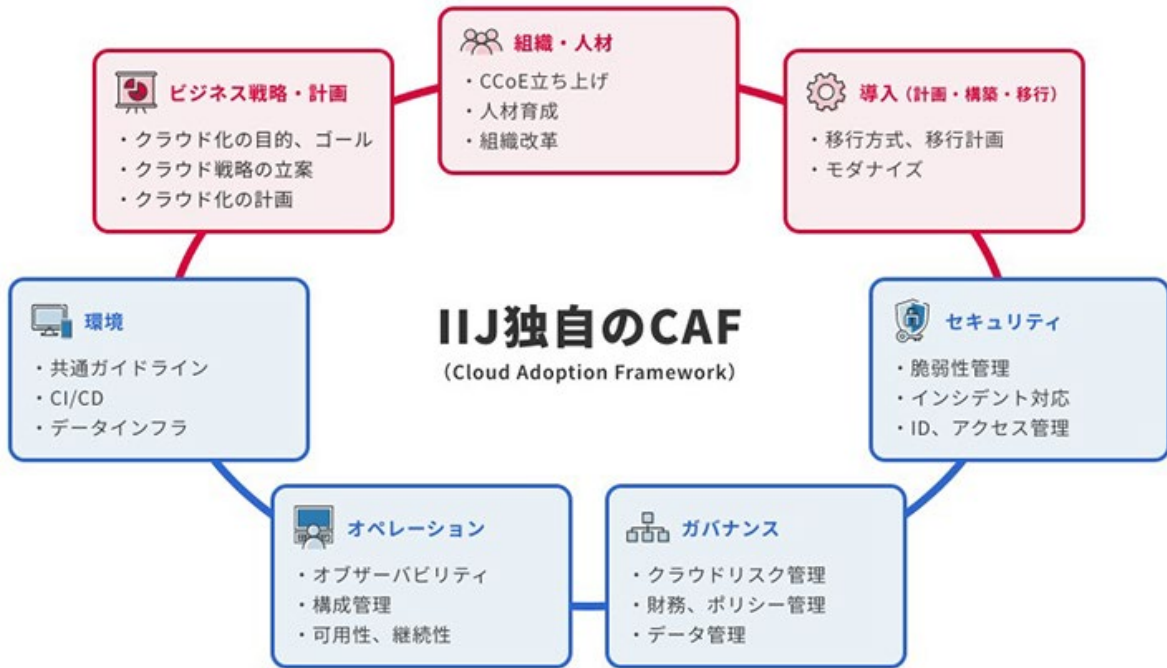 組織・人材
・CCoE立ち上げ
・人材育成
・組織改革
ビジネス戦略・計画
・クラウド化の目的、ゴール
・クラウド戦略の立案
・クラウド化の計画
導入（計画・構築・移行）
・移行方式、移行計画
・モダナイズ
IIJ独自のCAF
（Cloud Adoption Framework）
環境
・共通ガイドライン
・CI/CD
・データインフラ
セキュリティ
・脆弱性管理
・インシデント対応
・ID、アクセス管理
オペレーション
・オブザーバビリティ
・構成管理
・可用性、継続性
ガバナンス
・クラウドリスク管理
・財務、ポリシー管理
・データ管理